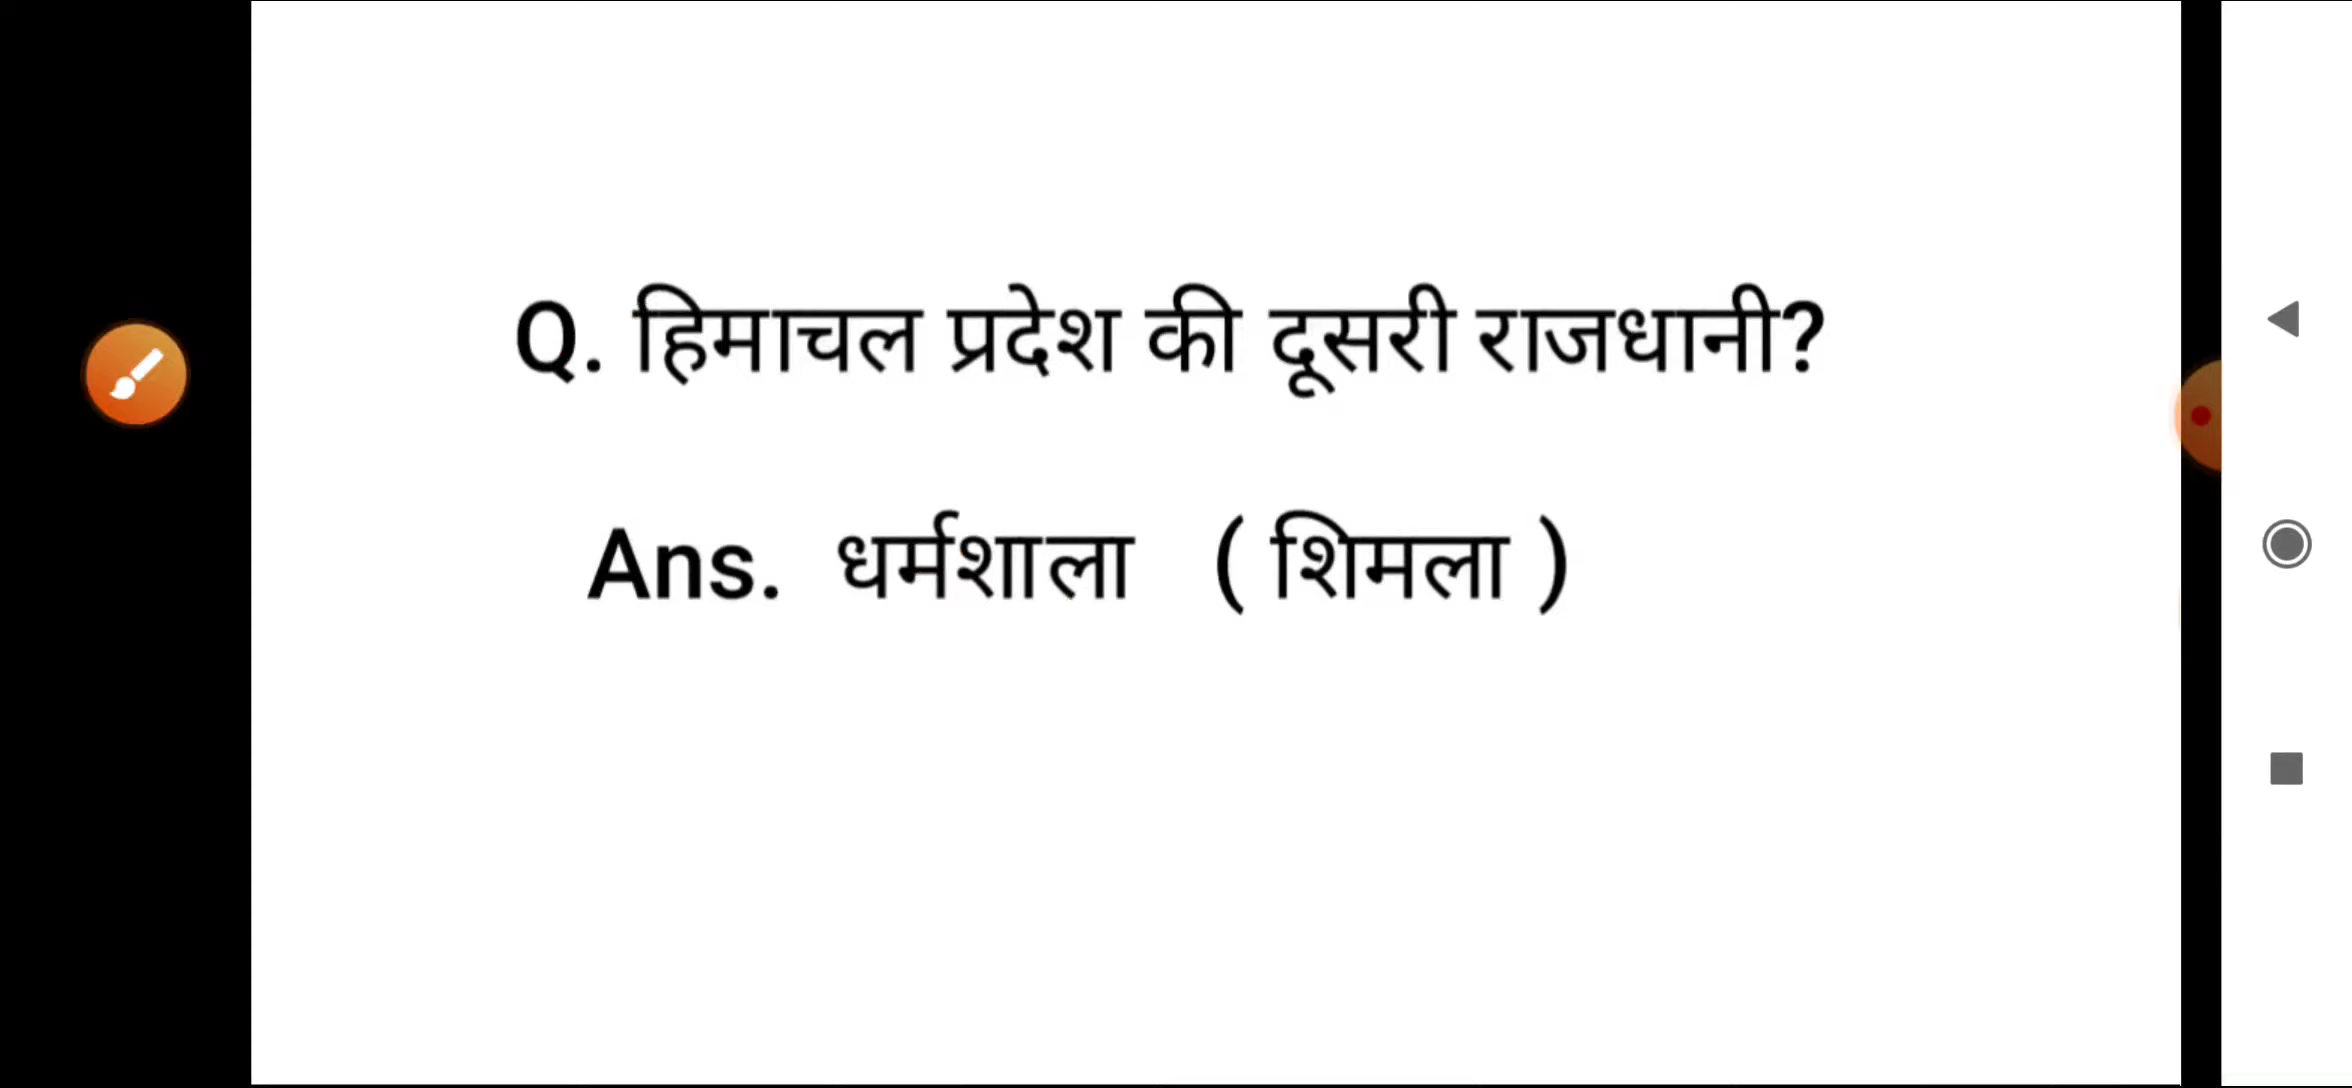 Q. हिमाचल प्रदेश की दूसरी राजधानी?
Ans. धर्मशाला ( शिमला )